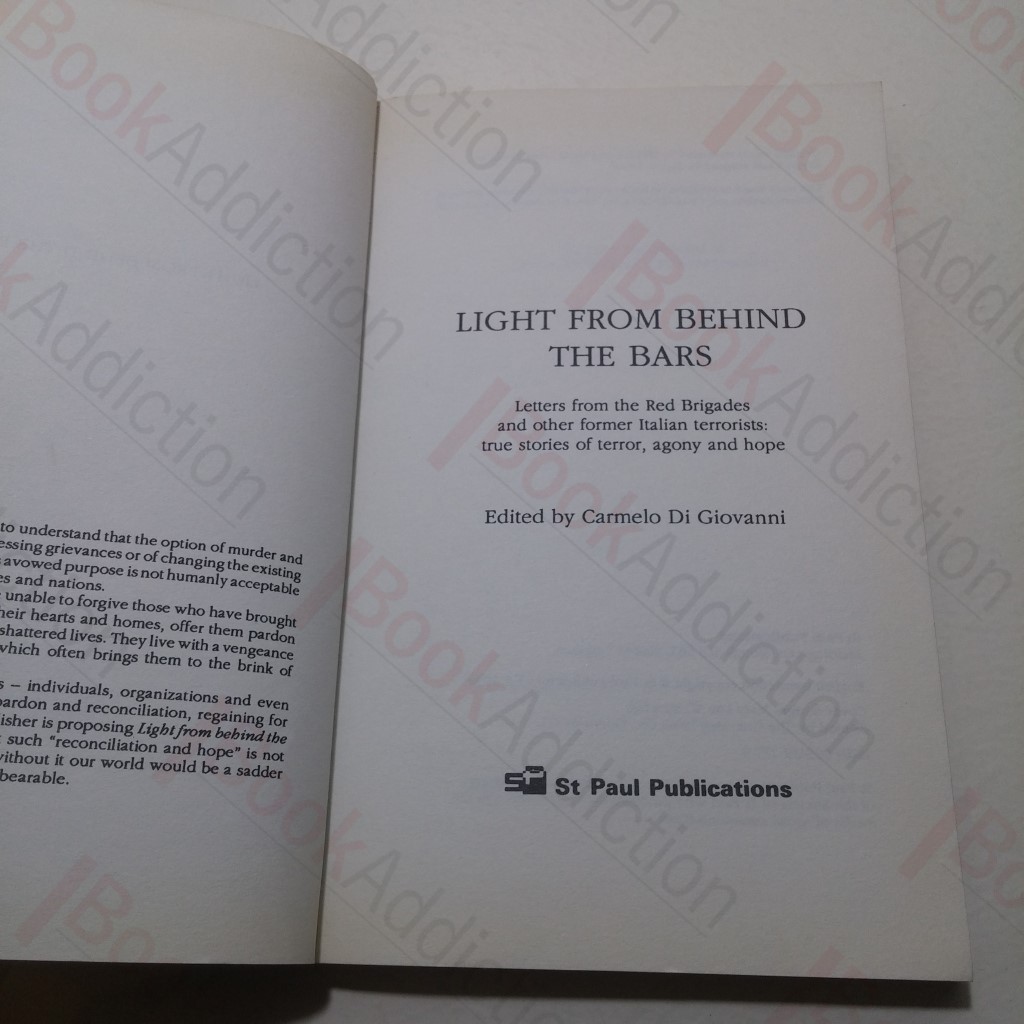 to understand that the option of murder and
essing grievances or of changing the existing
avowed purpose is not humanly acceptable
es and nations.
unable to forgive those who have brought
heir hearts and homes, offer them pardon
shattered lives. They live with a vengeance
which often brings them to the brink of
s – individuals, organizations and even
pardon and reconciliation, regaining for
isher is proposing Light from behind the
such "reconciliation and hope" is not
without it our world would be a sadder
bearable.
LIGHT FROM BEHIND
THE BARS
Letters from the Red Brigades
and other former Italian terrorists:
true stories of terror, agony and hope
Edited by Carmelo Di Giovanni
SP St Paul Publications
BookAddiction